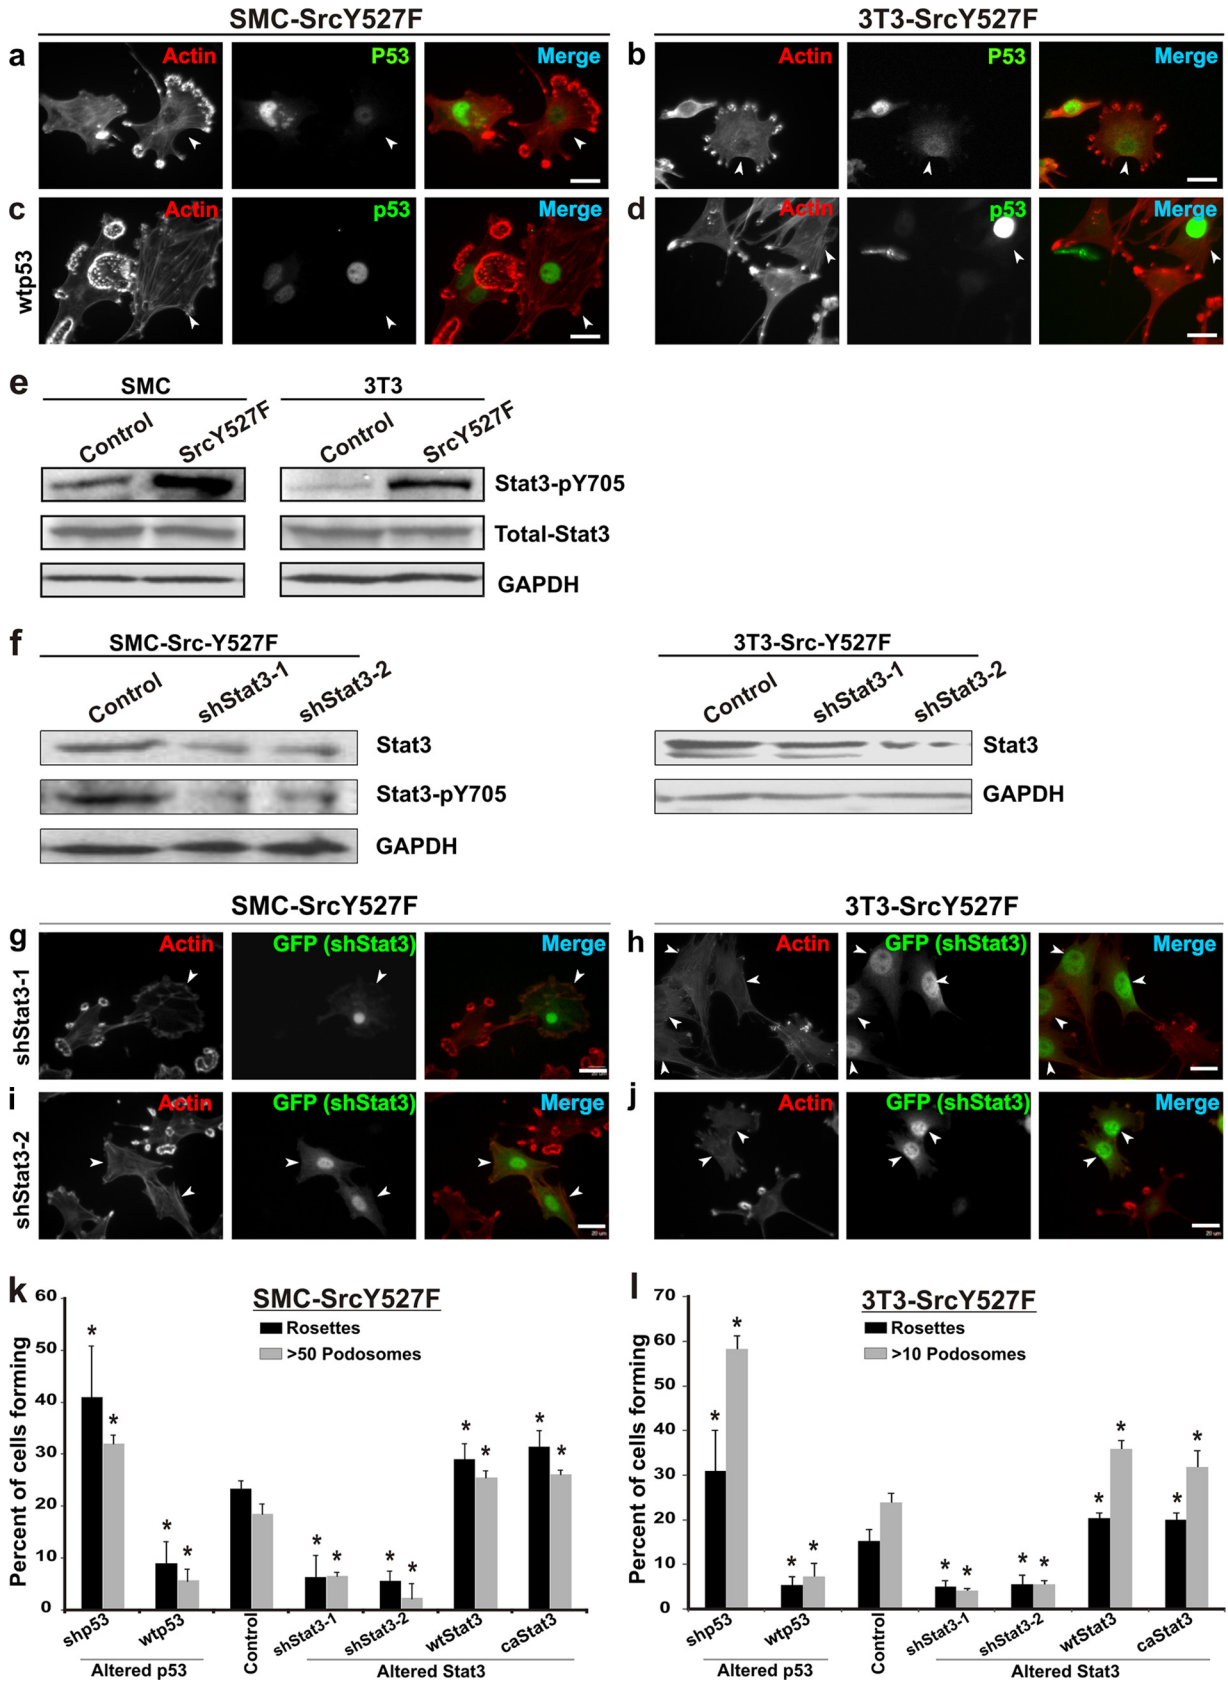 SMC-SrcY527F
3T3-SrcY527F
a
Actin
P53
Merge
b
Actin
P53
Merge
wtp53
c
Actin
p53
Merge
d
Actin
p53
Merge
e
SMC
3T3
Control
SrcY527F
Control
SrcY527F
Stat3-pY705
Total-Stat3
GAPDH
f
SMC-Src-Y527F
3T3-Src-Y527F
Control
shStat3-1
shStat3-2
Control
shStat3-1
shStat3-2
Stat3
Stat3-pY705
GAPDH
Stat3
GAPDH
SMC-SrcY527F
3T3-SrcY527F
shStat3-1
g
Actin
GFP (shStat3)
Merge
20 um
h
Actin
GFP (shStat3)
Merge
shStat3-2
i
Actin
GFP (shStat3)
Merge
20 um
j
Actin
GFP (shStat3)
Merge
20 um
k
SMC-SrcY527F
Rosettes
>50 Podosomes
Percent of cells forming
60
50
40
30
20
10
0
* * * * * * * * * * * *
shp53
wtp53
Control
shStat3-1
shStat3-2
wtStat3
caStat3
Altered p53
Altered Stat3
l
3T3-SrcY527F
Rosettes
>10 Podosomes
Percent of cells forming
70
60
50
40
30
20
10
0
* * * * * * * * * * * *
shp53
wtp53
Control
shStat3-1
shStat3-2
wtStat3
caStat3
Altered p53
Altered Stat3